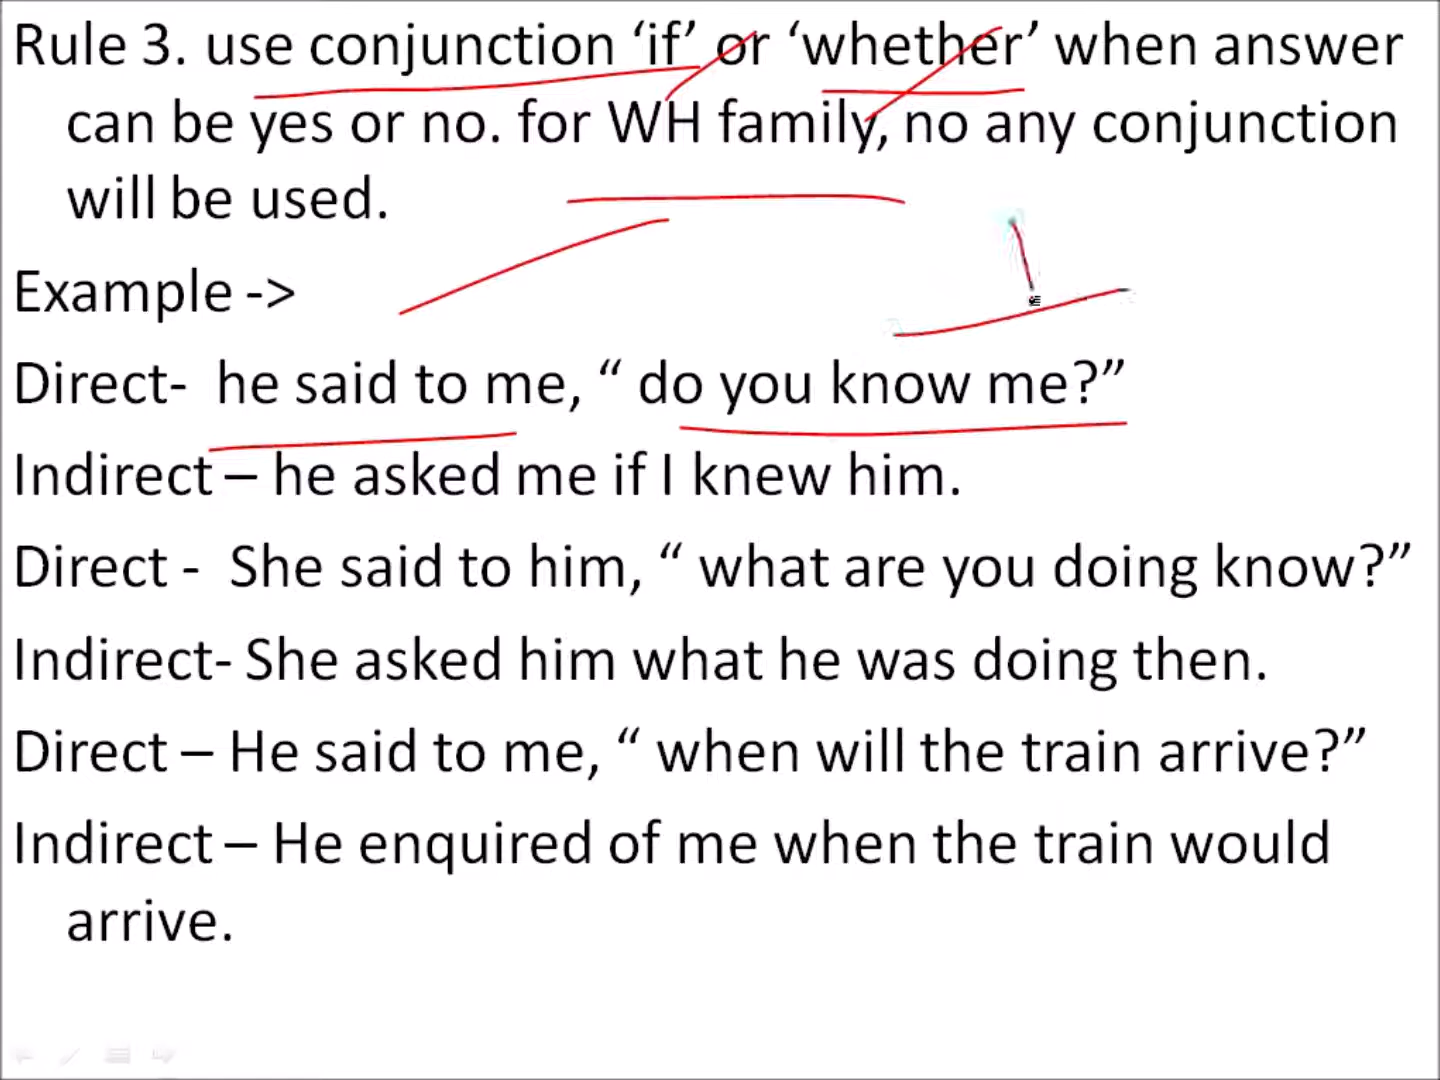 Rule 3. use conjunction ‘if’ or ‘whether’ when answer
can be yes or no. for WH family, no any conjunction
will be used.
Example ->
Direct- he said to me, “ do you know me?”
Indirect – he asked me if I knew him.
Direct - She said to him, “ what are you doing know?”
Indirect- She asked him what he was doing then.
Direct – He said to me, “ when will the train arrive?”
Indirect – He enquired of me when the train would
arrive.